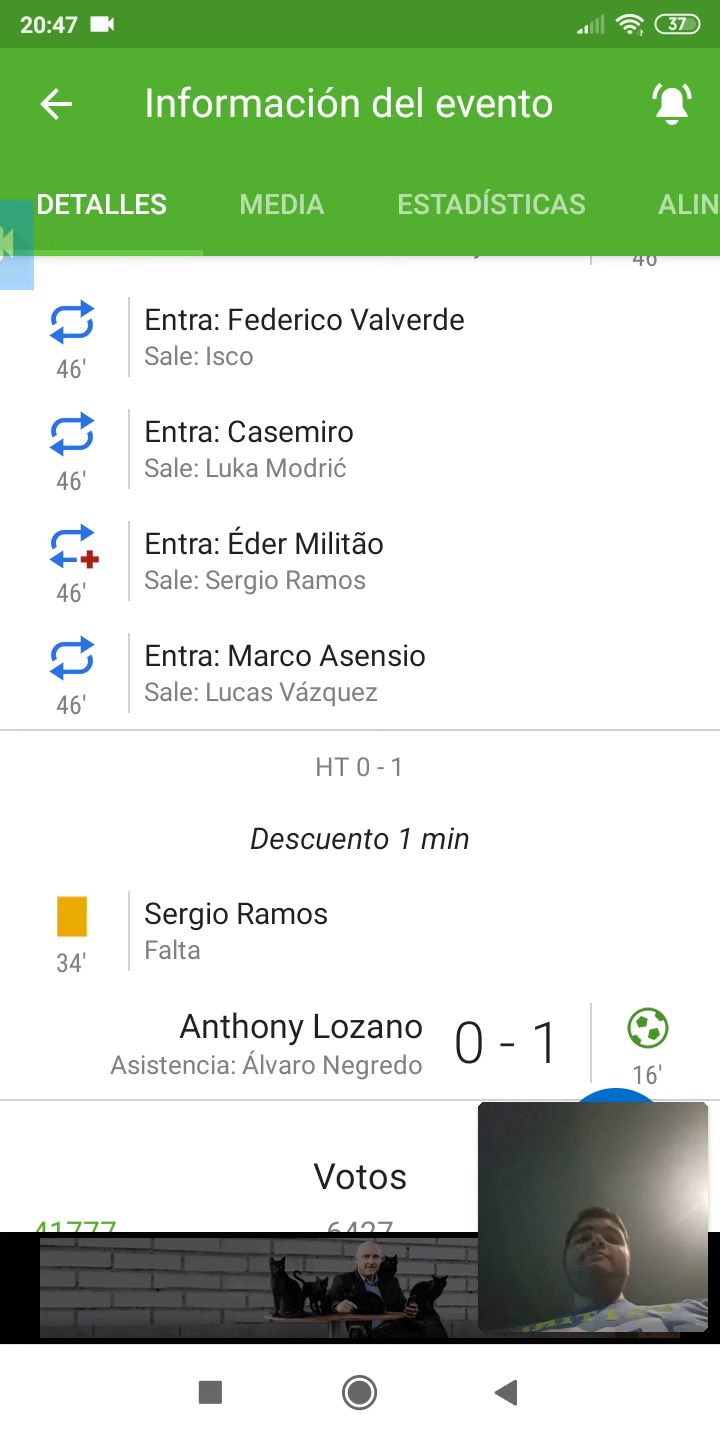 20:47
37
Información del evento
DETALLES MEDIA ESTADÍSTICAS ALIN
46'
Entra: Federico Valverde
Sale: Isco
46'
Entra: Casemiro
Sale: Luka Modrić
46'
Entra: Éder Militão
Sale: Sergio Ramos
46'
Entra: Marco Asensio
Sale: Lucas Vázquez
46'
HT 0 - 1
Descuento 1 min
Sergio Ramos
Falta
34'
Anthony Lozano 0 - 1
Asistencia: Álvaro Negredo
16'
Votos
41777 6427